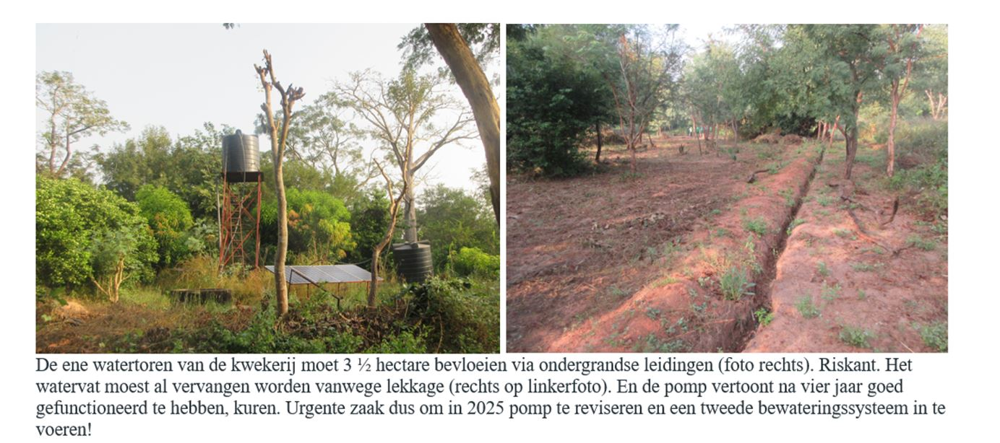 De ene watertoren van de kwekerij moet 3 ½ hectare bevloeien via ondergrandse leidingen (foto rechts). Riskant. Het
watervat moest al vervangen worden vanwege lekkage (rechts op linkerfoto). En de pomp vertoont na vier jaar goed
gefunctioneerd te hebben, kuren. Urgente zaak dus om in 2025 pomp te reviseren en een tweede bewateringssysteem in te
voeren!